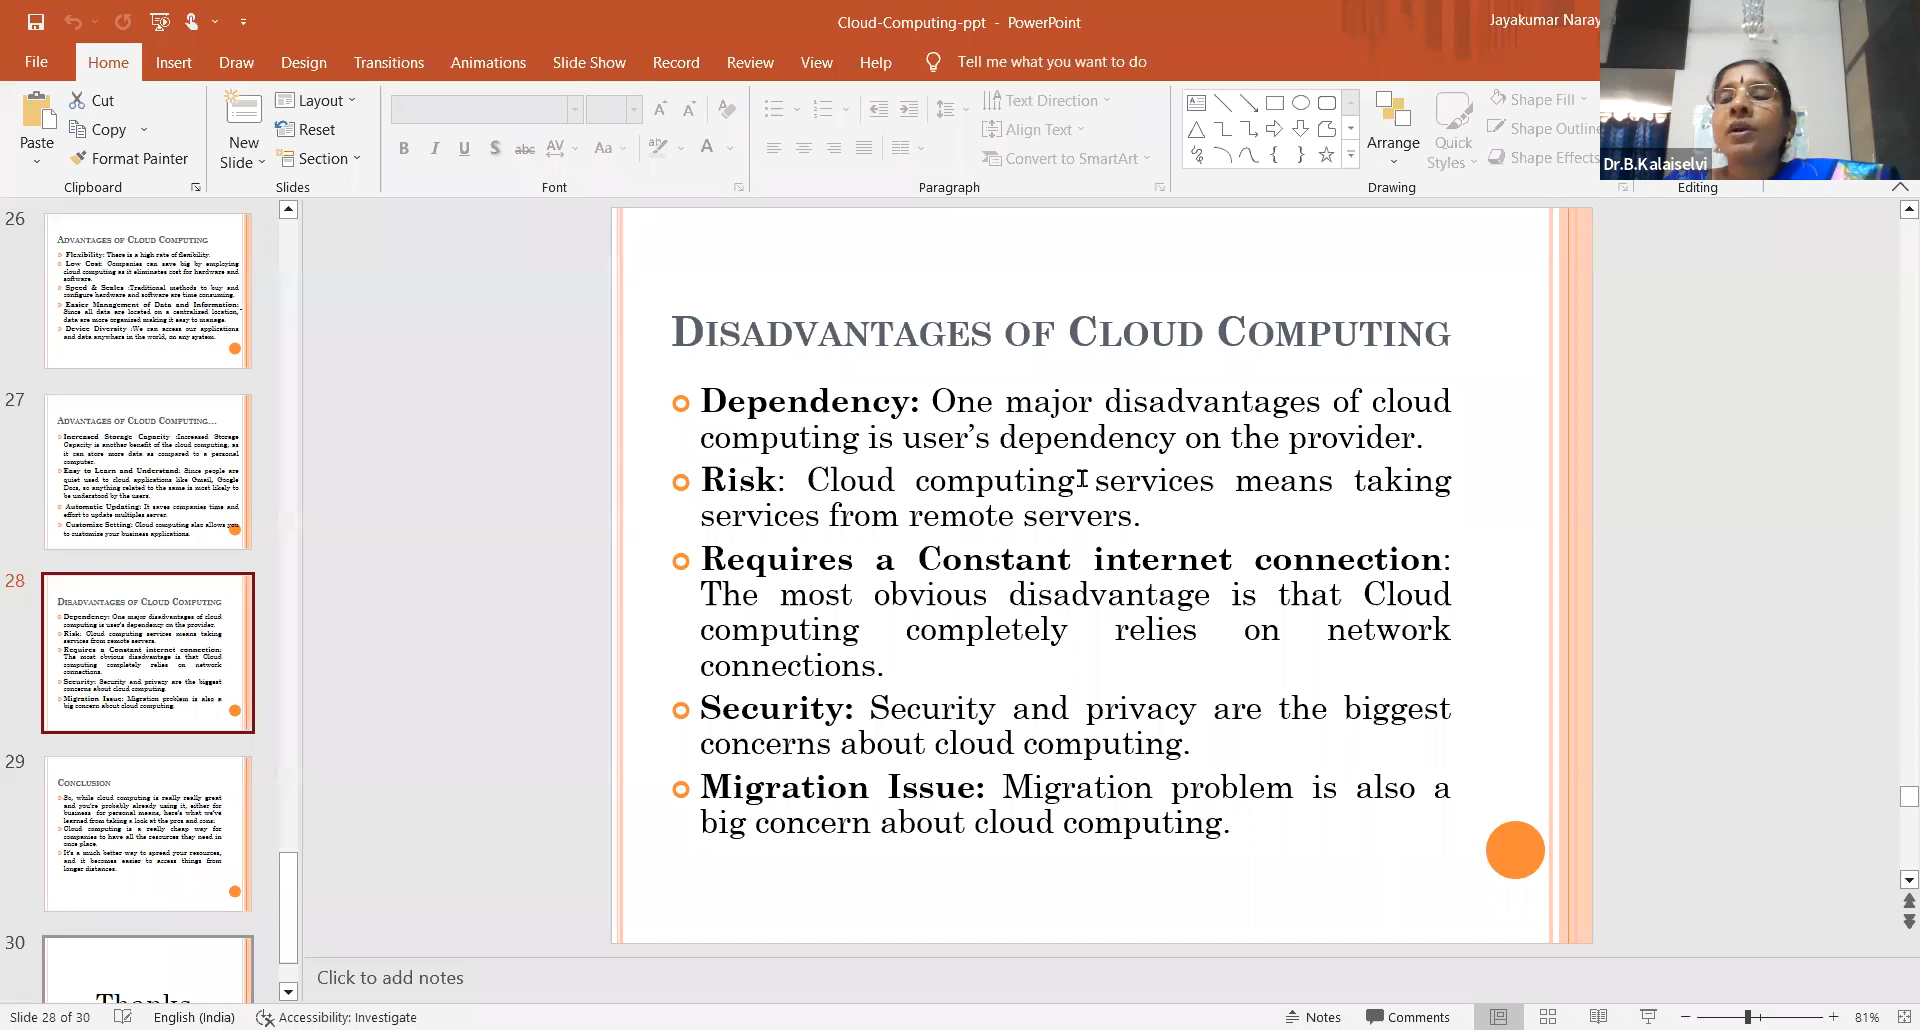 Cloud-Computing-ppt - PowerPoint
Jayakumar Naray
File Home Insert Draw Design Transitions Animations Slide Show Record Review View Help Tell me what you want to do
Paste
Cut
Copy
Format Painter
Clipboard
New
Slide
Layout
Reset
Section
Slides
B I U S abc AV Aa A
Font
Text Direction
Align Text
Convert to SmartArt
Paragraph
Arrange
Quick
Styles
Shape Fill
Shape Outline
Shape Effects
Drawing
Editing
Dr.B.Kalaiselvi
26
Advantages of Cloud Computing
Flexibility: There is a high rate of flexibility.
Low Cost: Companies can save big by employing
cloud computing as it eliminates cost for hardware and
software.
Speed & Scales :Traditional methods to buy and
configure hardware and software are time consuming.
Easier Management of Data and Information:
Since all data are located on a centralized location,
data are more organized making it easy to manage.
Device Diversity :We can access our applications
and data anywhere in the world, on any system.
27
Advantages of Cloud Computing...
Increased Storage Capacity :Increased Storage
Capacity is another benefit of the cloud computing, as
it can store more data as compared to a personal
computer.
Easy to Learn and Understand: Since people are
quiet used to cloud applications like Gmail, Google
Docs, so anything related to the same is most likely to
be understood by the users.
Automatic Updating: It saves companies time and
effort to update multiples server.
Customize Setting: Cloud computing also allows you
to customize your business applications.
28
Disadvantages of Cloud Computing
Dependency: One major disadvantages of cloud
computing is user's dependency on the provider.
Risk: Cloud computing services means taking
services from remote servers.
Requires a Constant internet connection:
The most obvious disadvantage is that Cloud
computing completely relies on network
connections.
Security: Security and privacy are the biggest
concerns about cloud computing.
Migration Issue: Migration problem is also a
big concern about cloud computing.
29
Conclusion
So, while cloud computing is really really great
and you're probably already using it, either for
business for personal means, here's what we've
learned from taking a look at the pros and cons:
Cloud computing is a really cheap way for
companies to have all the resources they need in
once place.
It's a much better way to spread your resources,
and it becomes easier to access things from
longer distances.
30
Thanks
Disadvantages of Cloud Computing
Dependency: One major disadvantages of cloud
computing is user's dependency on the provider.
Risk: Cloud computing services means taking
services from remote servers.
Requires a Constant internet connection:
The most obvious disadvantage is that Cloud
computing completely relies on network
connections.
Security: Security and privacy are the biggest
concerns about cloud computing.
Migration Issue: Migration problem is also a
big concern about cloud computing.
Click to add notes
Slide 28 of 30 English (India) Accessibility: Investigate Notes Comments 81%